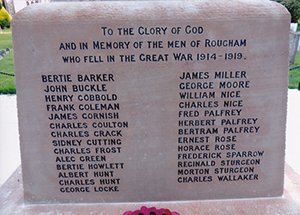 To the Glory of God
and in Memory of the men of Rougham
who fell in the Great War 1914-1919.
Bertie Barker
John Buckle
Henry Cobbold
Frank Coleman
James Cornish
Charles Coulton
Charles Crack
Sidney Cutting
Charles Frost
Alec Green
Bertie Howlett
Albert Hunt
Charles Hunt
George Locke
James Miller
George Moore
William Nice
Charles Nice
Fred Palfrey
Herbert Palfrey
Bertram Palfrey
Ernest Rose
Horace Rose
Frederick Sparrow
Reginald Sturgeon
Morton Sturgeon
Charles Wallaker